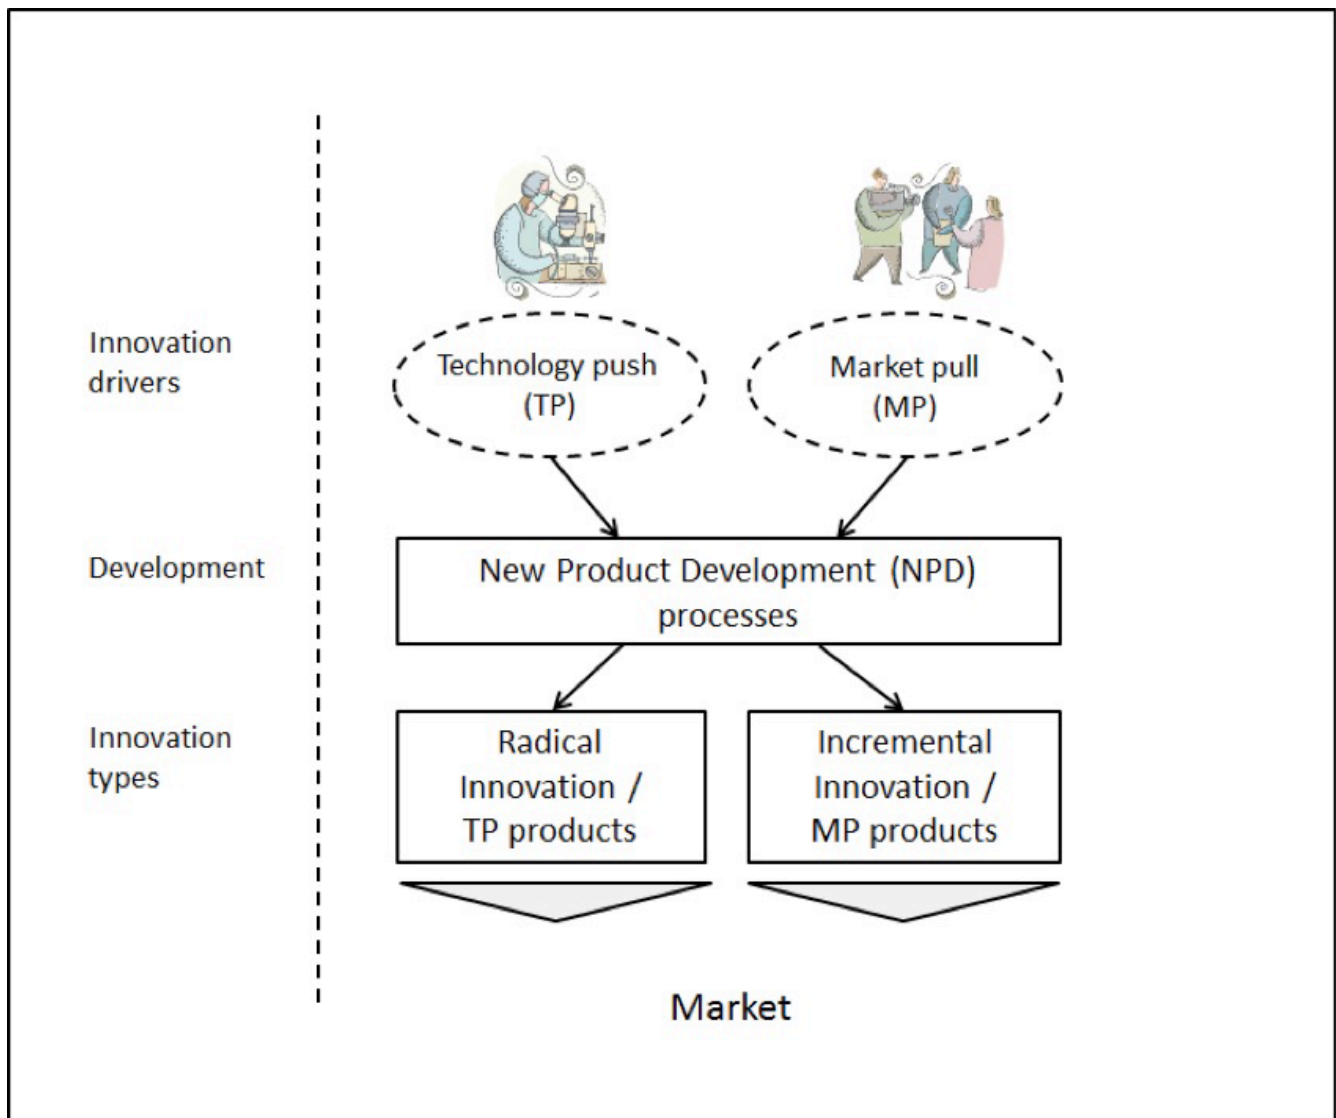 Innovation
drivers
Technology push
(TP)
Market pull
(MP)
Development
New Product Development (NPD)
processes
Innovation
types
Radical
Innovation /
TP products
Incremental
Innovation /
MP products
Market